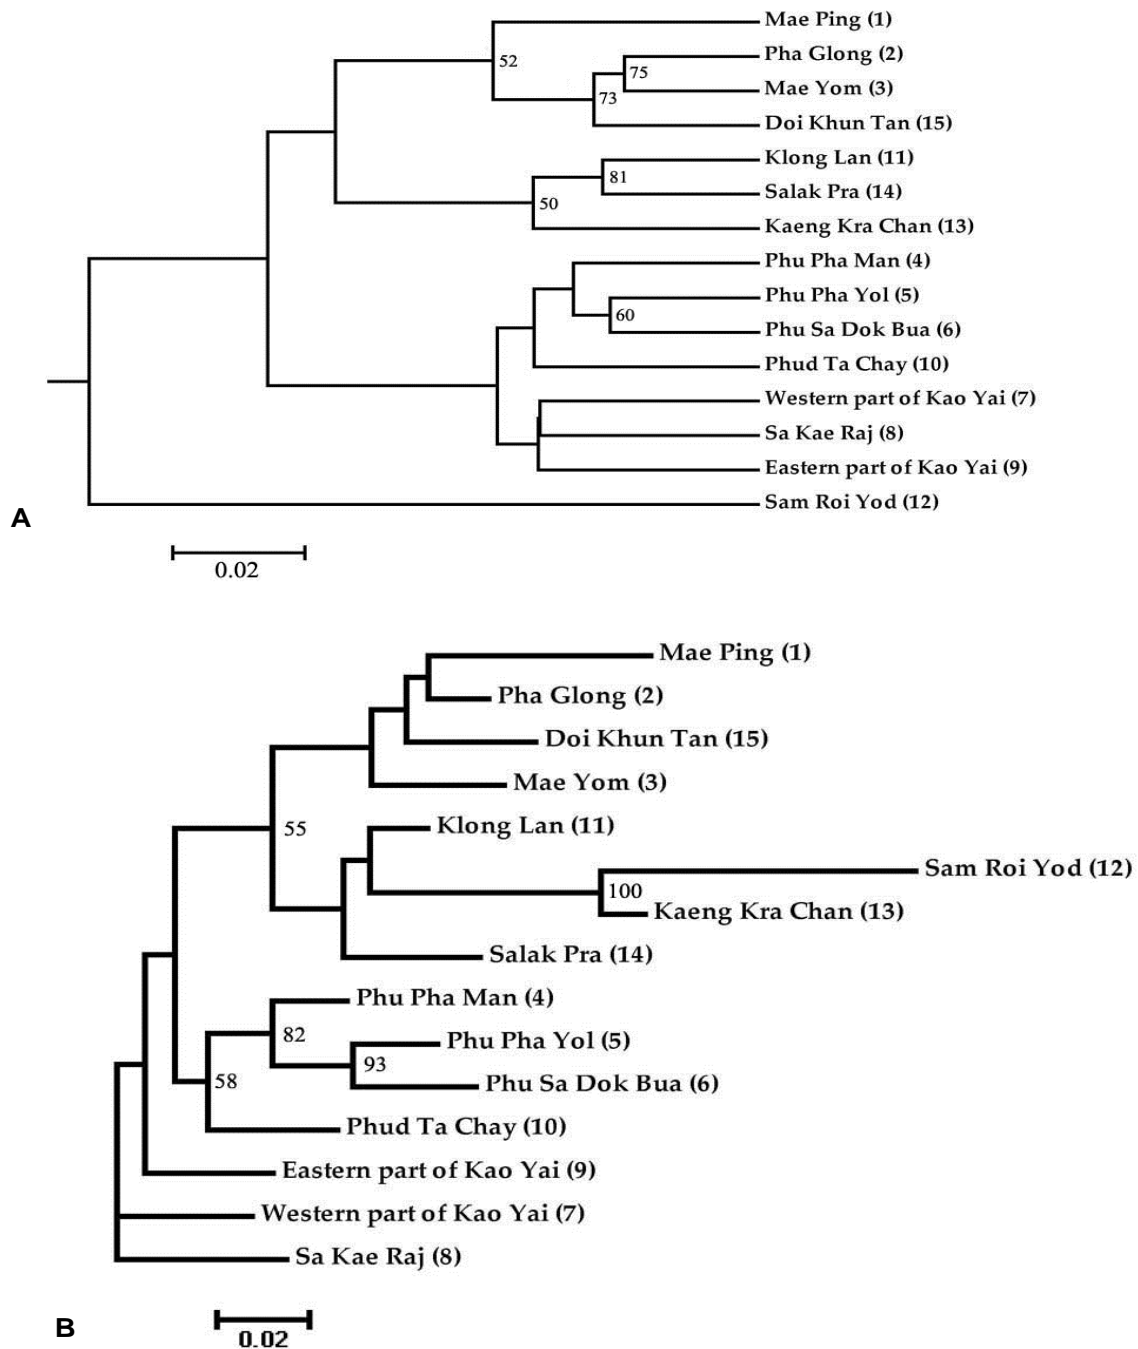 Mae Ping (1)
52
Pha Glong (2)
75
Mae Yom (3)
73
Doi Khun Tan (15)
Klong Lan (11)
81
Salak Pra (14)
50
Kaeng Kra Chan (13)
Phu Pha Man (4)
Phu Pha Yol (5)
60
Phu Sa Dok Bua (6)
Phud Ta Chay (10)
Western part of Kao Yai (7)
Sa Kae Raj (8)
Eastern part of Kao Yai (9)
Sam Roi Yod (12)
A
0.02
Mae Ping (1)
Pha Glong (2)
Doi Khun Tan (15)
Mae Yom (3)
Klong Lan (11)
55
Sam Roi Yod (12)
100
Kaeng Kra Chan (13)
Salak Pra (14)
Phu Pha Man (4)
82
Phu Pha Yol (5)
93
58
Phu Sa Dok Bua (6)
Phud Ta Chay (10)
Eastern part of Kao Yai (9)
Western part of Kao Yai (7)
Sa Kae Raj (8)
B
0.02